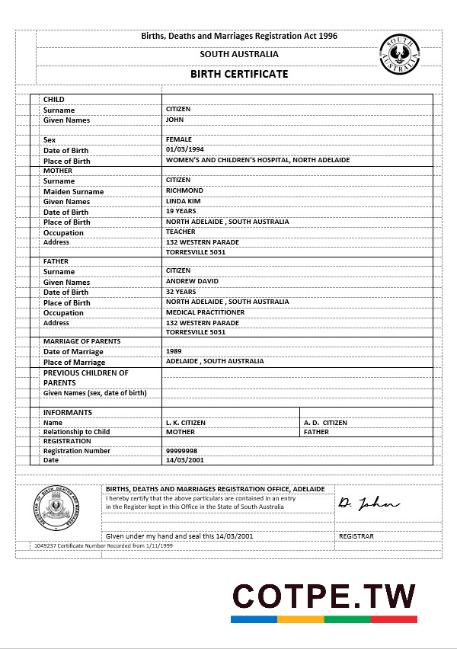 Births, Deaths and Marriages Registration Act 1996
SOUTH AUSTRALIA
BIRTH CERTIFICATE
SOUTH AUSTRALIA
CHILD
Surname CITIZEN
Given Names JOHN
Sex FEMALE
Date of Birth 01/03/1994
Place of Birth WOMEN'S AND CHILDREN'S HOSPITAL, NORTH ADELAIDE
MOTHER
Surname CITIZEN
Maiden Surname RICHMOND
Given Names LINDA KIM
Date of Birth 19 YEARS
Place of Birth NORTH ADELAIDE , SOUTH AUSTRALIA
Occupation TEACHER
Address 132 WESTERN PARADE
TORRESVILLE 5031
FATHER
Surname CITIZEN
Given Names ANDREW DAVID
Date of Birth 32 YEARS
Place of Birth NORTH ADELAIDE , SOUTH AUSTRALIA
Occupation MEDICAL PRACTITIONER
Address 132 WESTERN PARADE
TORRESVILLE 5031
MARRIAGE OF PARENTS
Date of Marriage 1989
Place of Marriage ADELAIDE , SOUTH AUSTRALIA
PREVIOUS CHILDREN OF
PARENTS
Given Names (sex, date of birth)
INFORMANTS
Name L. K. CITIZEN A. D. CITIZEN
Relationship to Child MOTHER FATHER
REGISTRATION
Registration Number 99999998
Date 14/03/2001
BIRTHS, DEATHS AND MARRIAGES REGISTRATION OFFICE, ADELAIDE
I hereby certify that the above particulars are contained in an entry
in the Register kept in this Office in the State of South Australia
D. John
Given under my hand and seal this 14/03/2001 REGISTRAR
1049237 Certificate Number Recorded from 1/11/1999
COTPE.TW